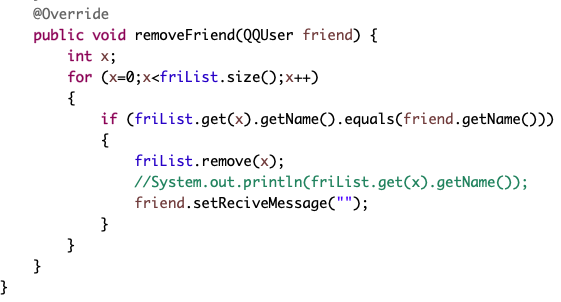 @Override
public void removeFriend(QQUser friend) {
int x;
for (x=0;x<friList.size();x++)
{
if (friList.get(x).getName().equals(friend.getName()))
{
friList.remove(x);
//System.out.println(friList.get(x).getName());
friend.setReciveMessage("");
}
}
}
}